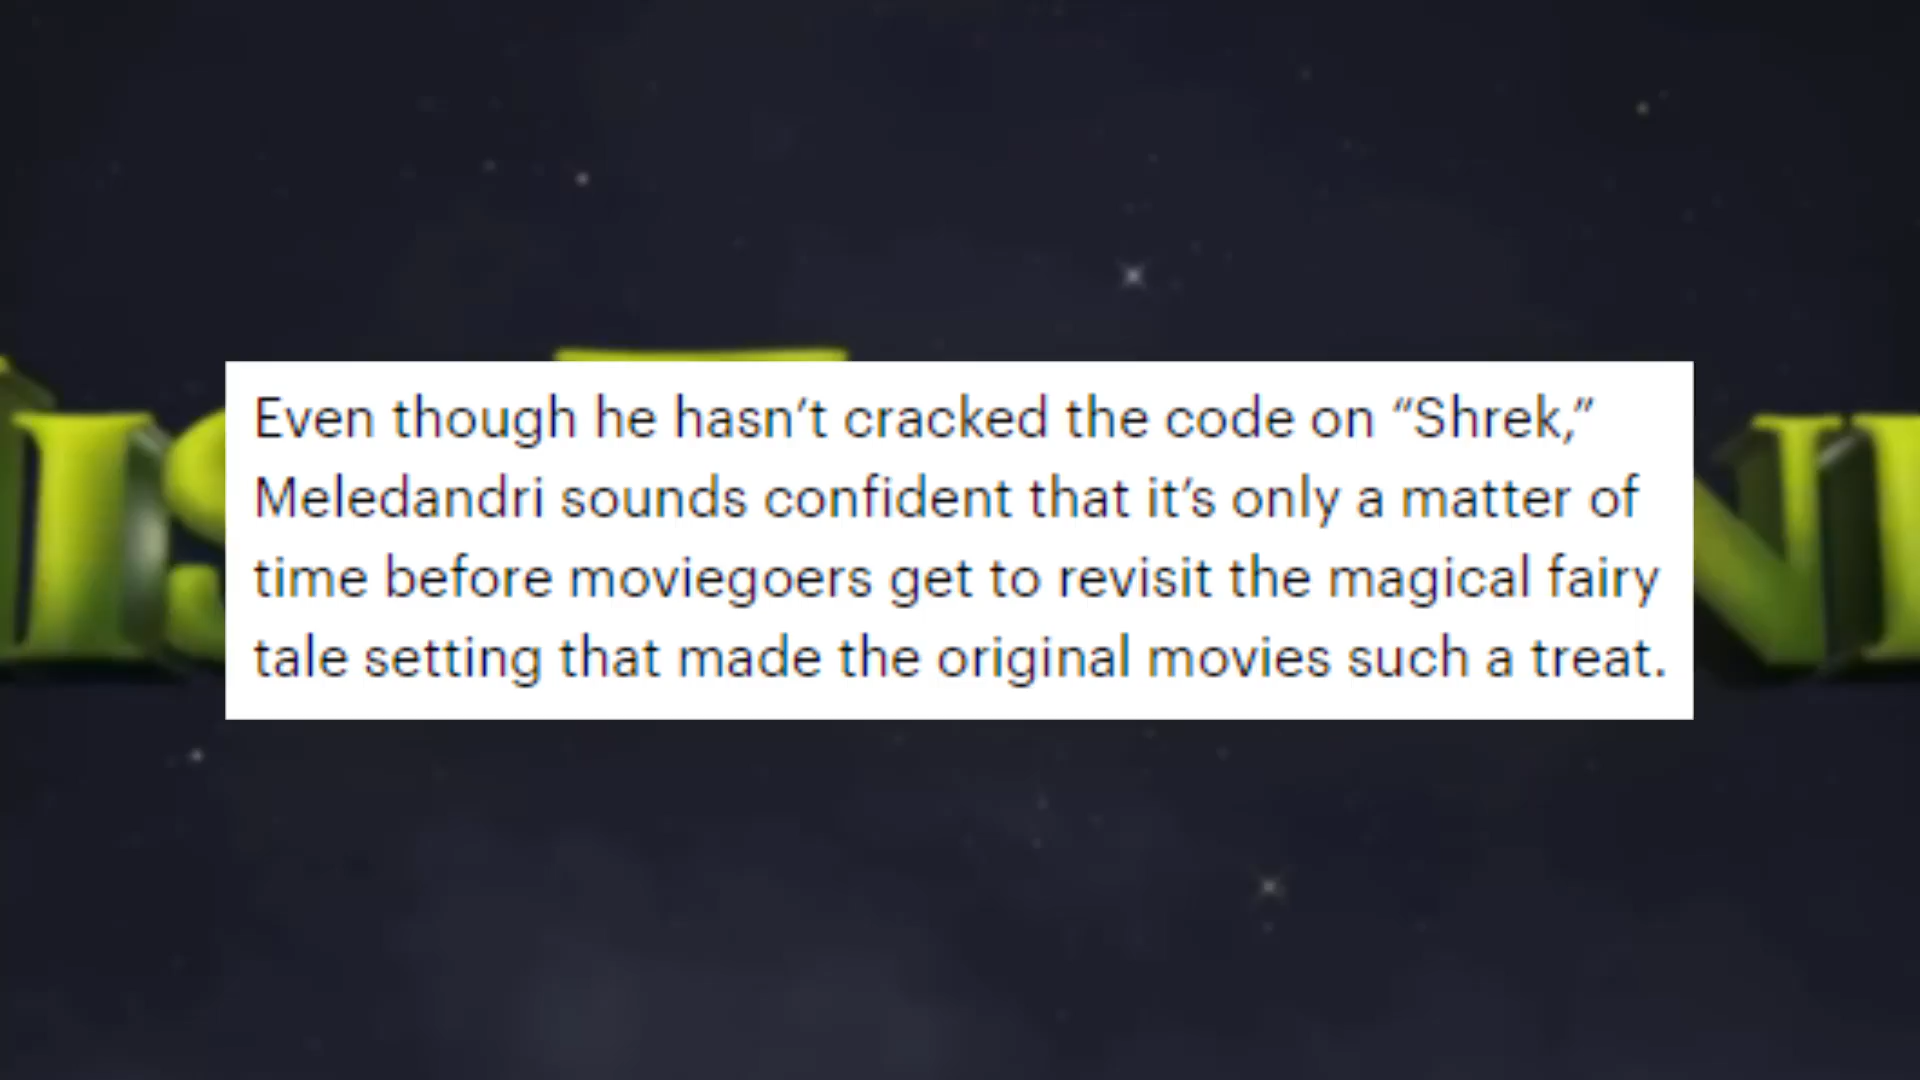 Even though he hasn’t cracked the code on “Shrek,”
Meledandri sounds confident that it’s only a matter of
time before moviegoers get to revisit the magical fairy
tale setting that made the original movies such a treat.